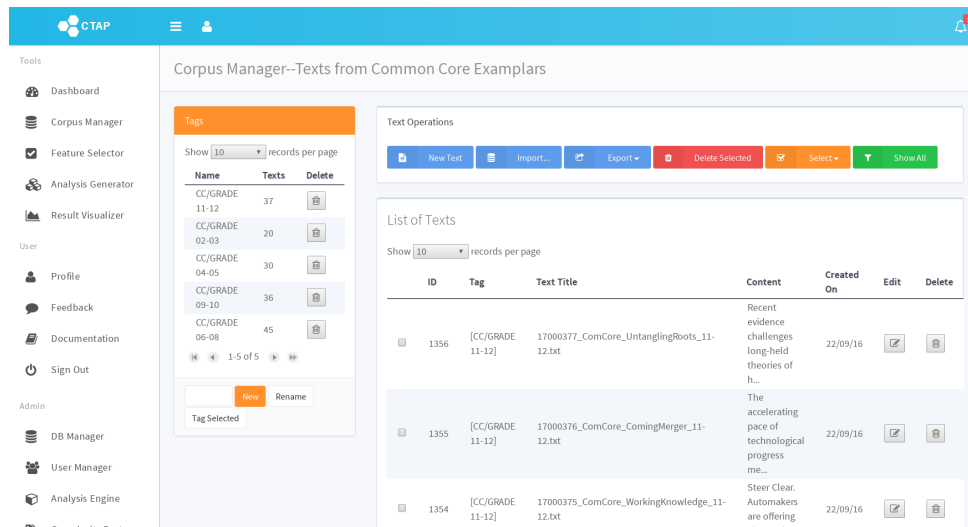 CTAP
Tools
Dashboard
Corpus Manager
Feature Selector
Analysis Generator
Result Visualizer
User
Profile
Feedback
Documentation
Sign Out
Admin
DB Manager
User Manager
Analysis Engine
Corpus Manager--Texts from Common Core Examplars
Tags
Show 10 records per page
Name Texts Delete
CC/GRADE
11-12
37
CC/GRADE
02-03
20
CC/GRADE
04-05
30
CC/GRADE
09-10
36
CC/GRADE
06-08
45
1-5 of 5
New Rename
Tag Selected
Text Operations
New Text Import... Export Delete Selected Select Show All
List of Texts
Show 10 records per page
ID Tag Text Title Content Created
On
Edit Delete
1356
[CC/GRADE
11-12]
17000377_ComCore_UntanglingRoots_11-
12.txt
Recent
evidence
challenges
long-held
theories of
h...
22/09/16
1355
[CC/GRADE
11-12]
17000376_ComCore_ComingMerger_11-
12.txt
The
accelerating
pace of
technological
progress
me...
22/09/16
1354
[CC/GRADE
11-12]
17000375_ComCore_WorkingKnowledge_11-
12.txt
Steer Clear.
Automakers
are offering
22/09/16